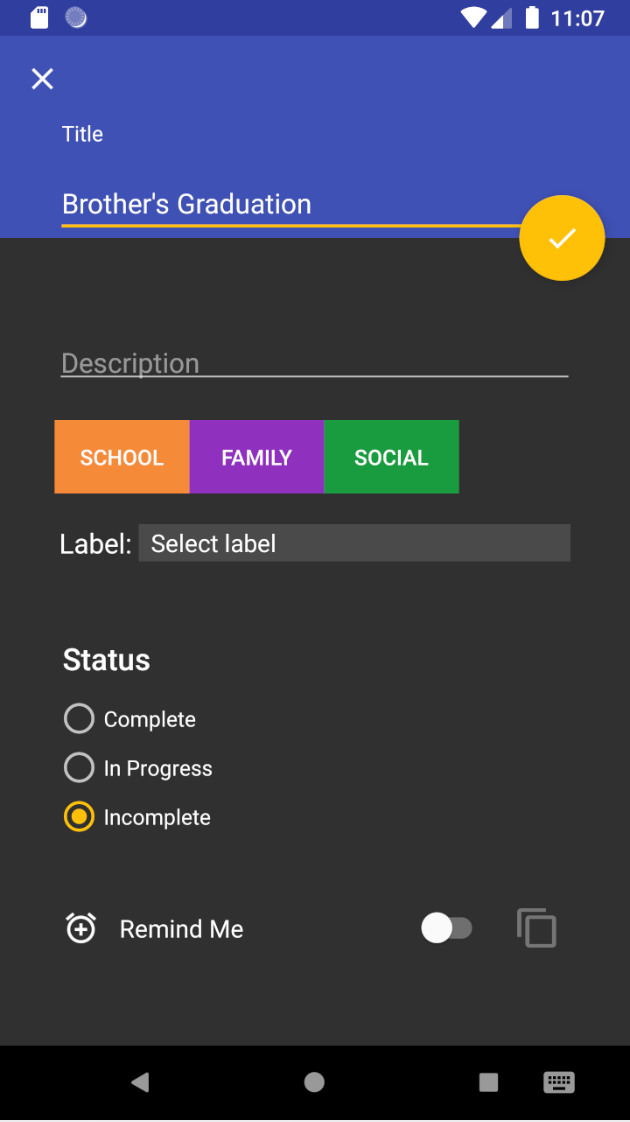 11:07
Title
Brother's Graduation
Description
SCHOOL FAMILY SOCIAL
Label: Select label
Status
Complete
In Progress
Incomplete
Remind Me